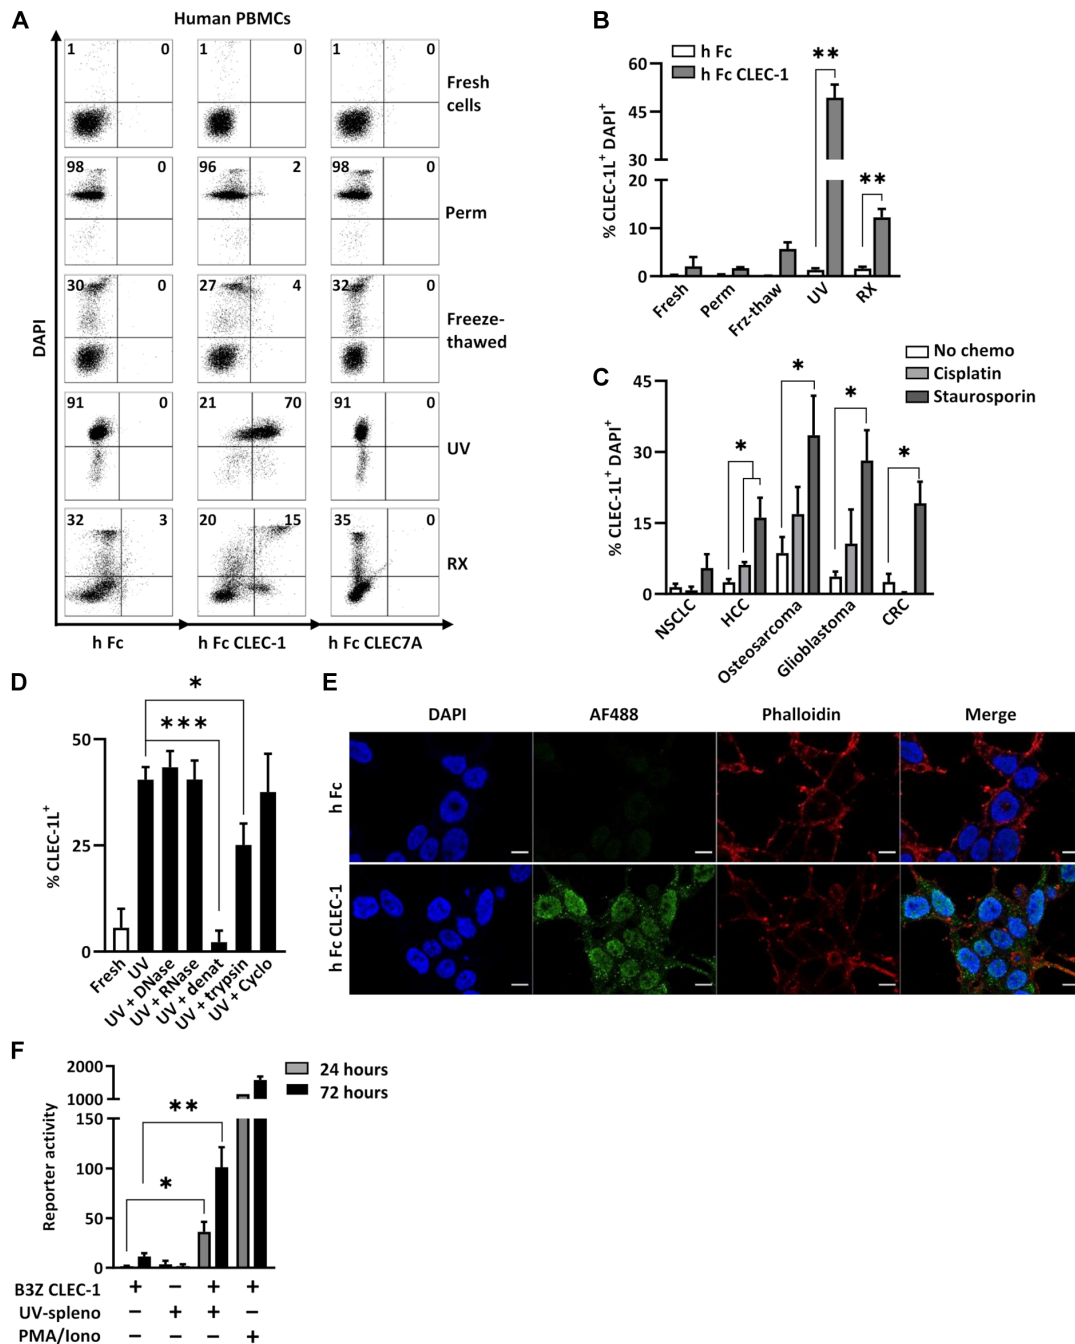 A
Human PBMCs
1 0 1 0 1 0
Fresh cells
98 0 96 2 98 0
Perm
30 0 27 4 32 0
Freeze-thawed
91 0 21 70 91 0
UV
32 3 20 15 35 0
RX
DAPI
h Fc h Fc CLEC-1 h Fc CLEC7A
B
h Fc
h Fc CLEC-1
% CLEC-1L+ DAPI+
60
45
30
20
10
0
** **
Fresh Perm Frz-thaw UV RX
C
No chemo
Cisplatin
Staurosporin
% CLEC-1L+ DAPI+
45
30
15
0
* * * *
NSCLC HCC Osteosarcoma Glioblastoma CRC
D
% CLEC-1L+
50
25
0
*
***
Fresh UV UV + DNase UV + RNase UV + denat UV + trypsin UV + Cyclo
E
DAPI AF488 Phalloidin Merge
h Fc
h Fc CLEC-1
F
24 hours
72 hours
Reporter activity
2000
1000
150
100
50
0
**
*
B3Z CLEC-1 + − + +
UV-spleno − + + −
PMA/Iono − − − +